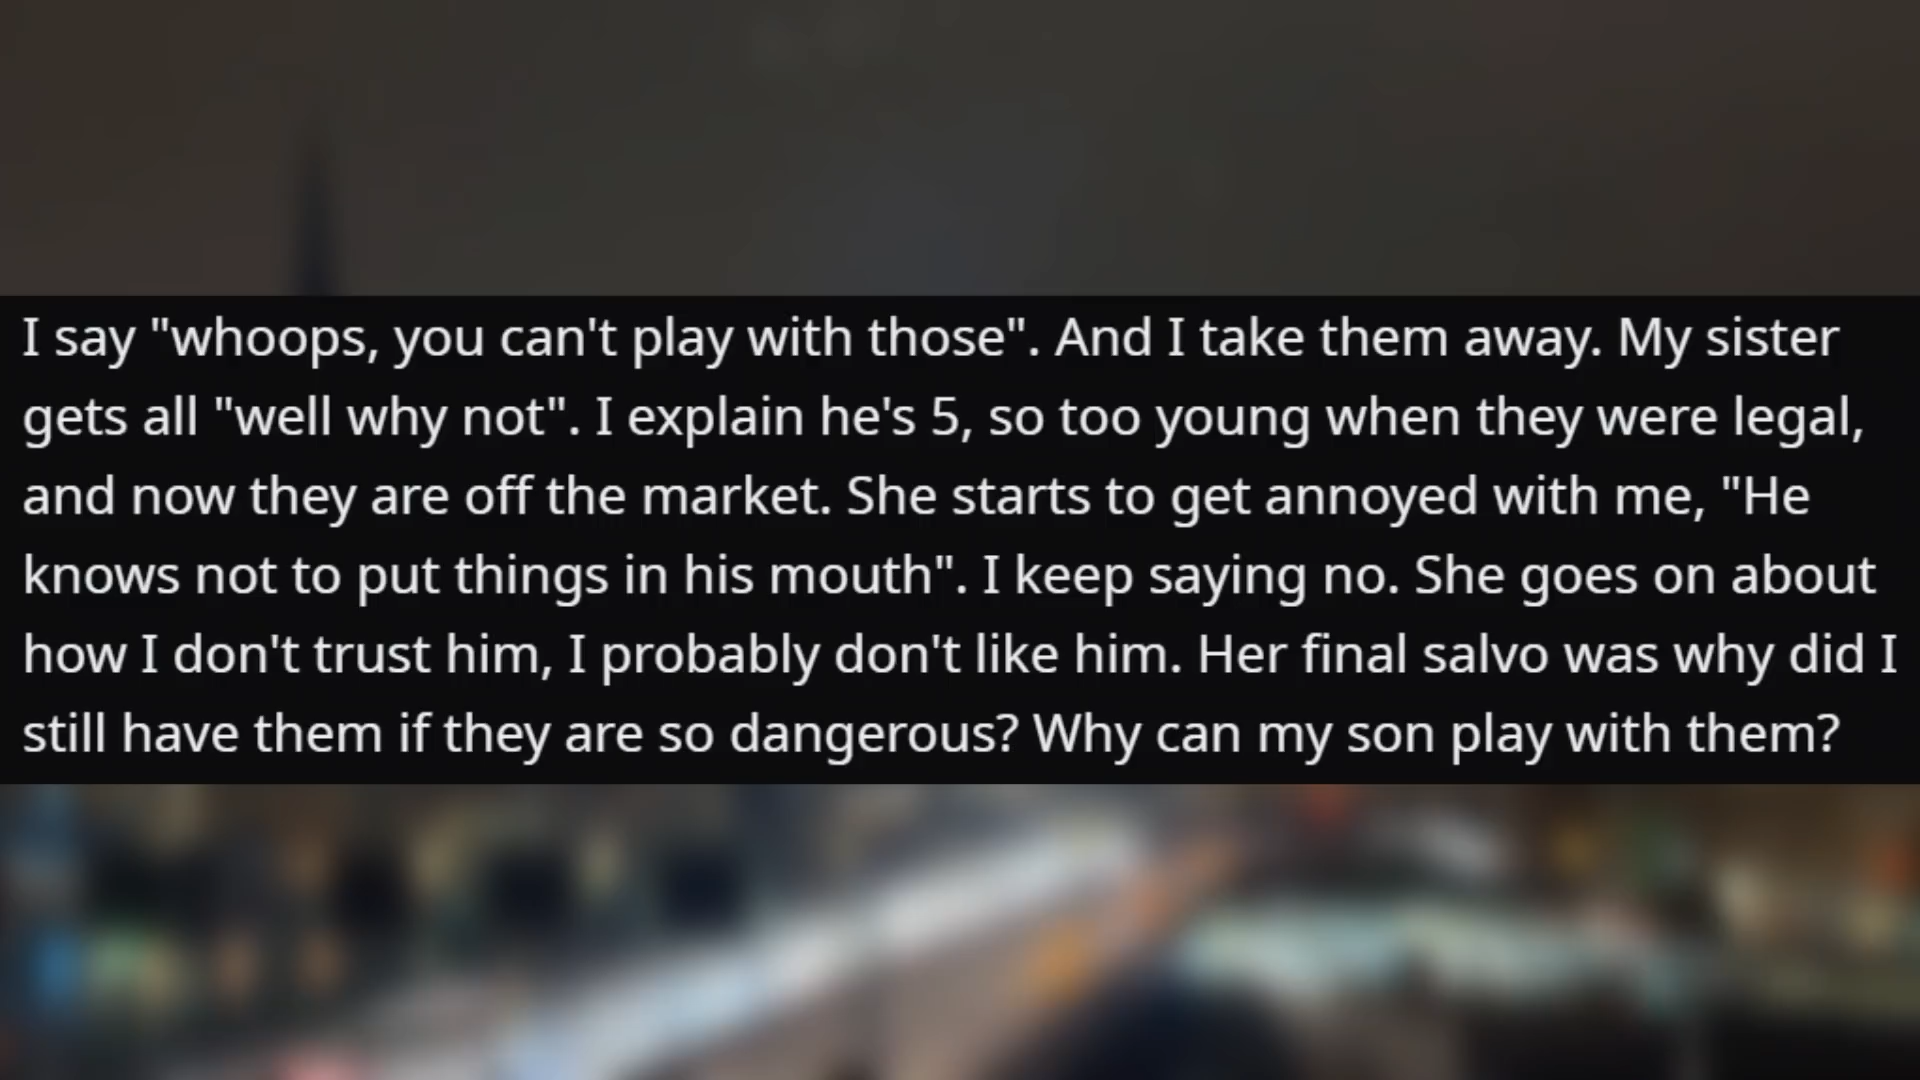 I say "whoops, you can't play with those". And I take them away. My sister
gets all "well why not". I explain he's 5, so too young when they were legal,
and now they are off the market. She starts to get annoyed with me, "He
knows not to put things in his mouth". I keep saying no. She goes on about
how I don't trust him, I probably don't like him. Her final salvo was why did I
still have them if they are so dangerous? Why can my son play with them?